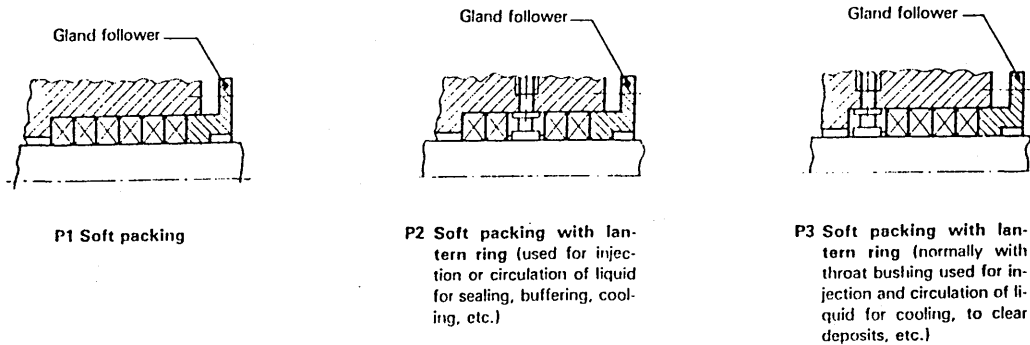 Gland follower
Gland follower
Gland follower
P1 Soft packing
P2 Soft packing with lan-
tern ring (used for injec-
tion or circulation of liquid
for sealing, buffering, cool-
ing, etc.)
P3 Soft packing with lan-
tern ring (normally with
throat bushing used for in-
jection and circulation of li-
quid for cooling, to clear
deposits, etc.)